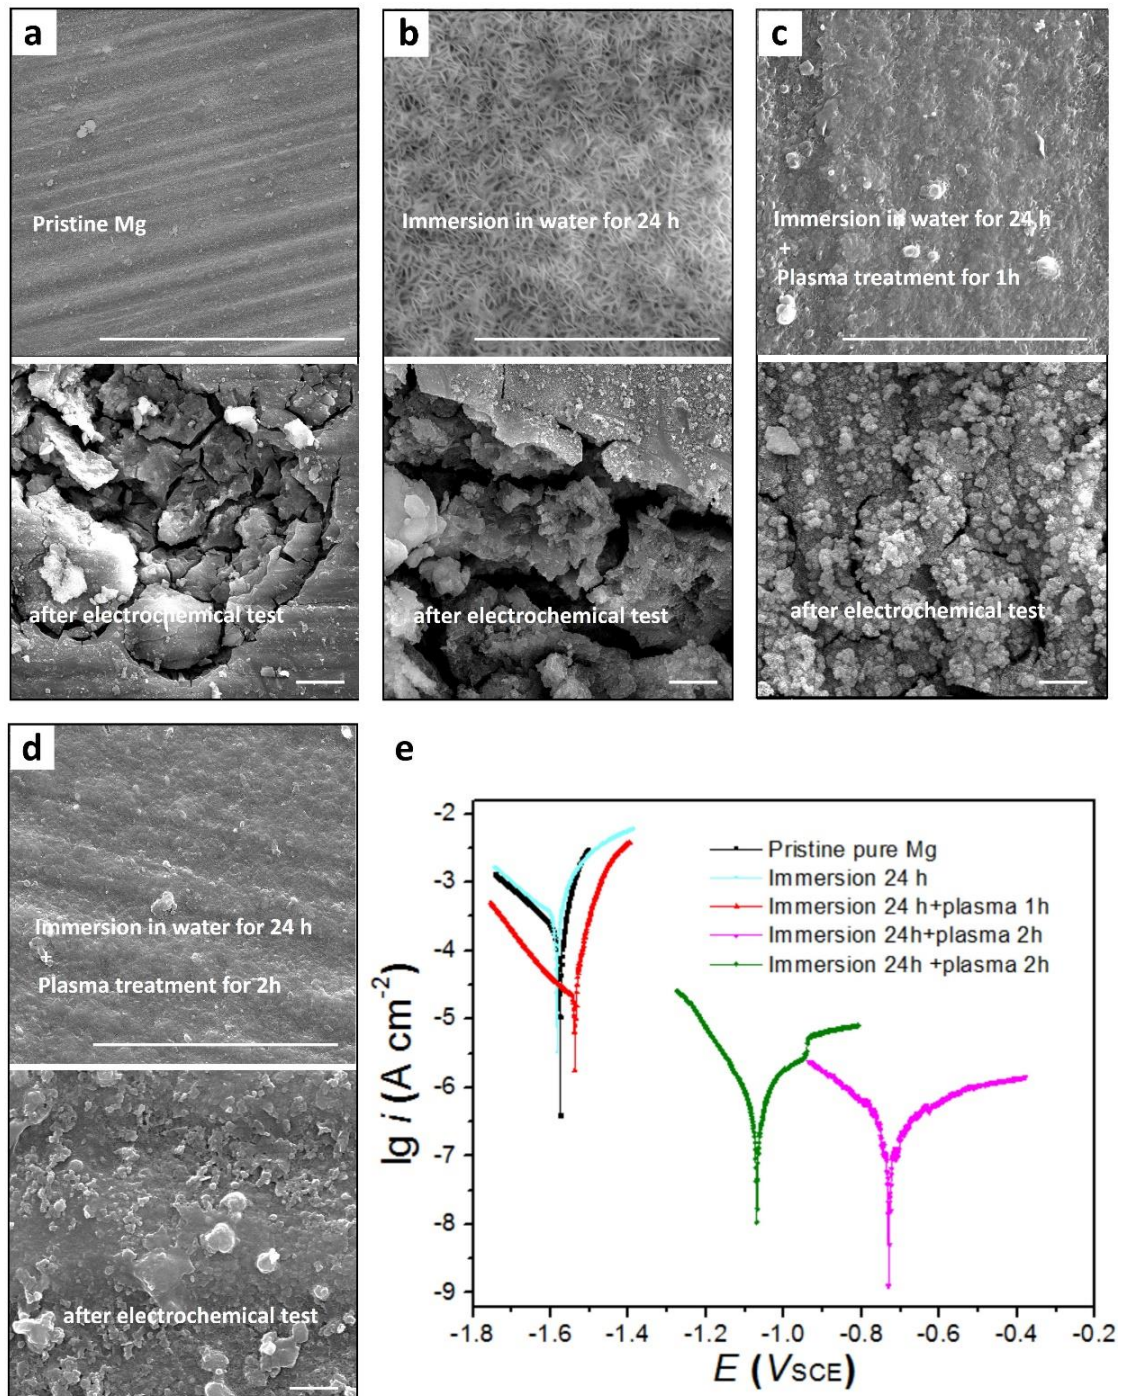 a
Pristine Mg
after electrochemical test
b
Immersion in water for 24 h
after electrochemical test
c
Immersion in water for 24 h
+
Plasma treatment for 1h
after electrochemical test
d
Immersion in water for 24 h
+
Plasma treatment for 2h
after electrochemical test
e
Pristine pure Mg
Immersion 24 h
Immersion 24 h+plasma 1h
Immersion 24h+plasma 2h
Immersion 24h +plasma 2h
lg i (A cm-2)
-2
-3
-4
-5
-6
-7
-8
-9
-1.8 -1.6 -1.4 -1.2 -1.0 -0.8 -0.6 -0.4 -0.2
E (VSCE)